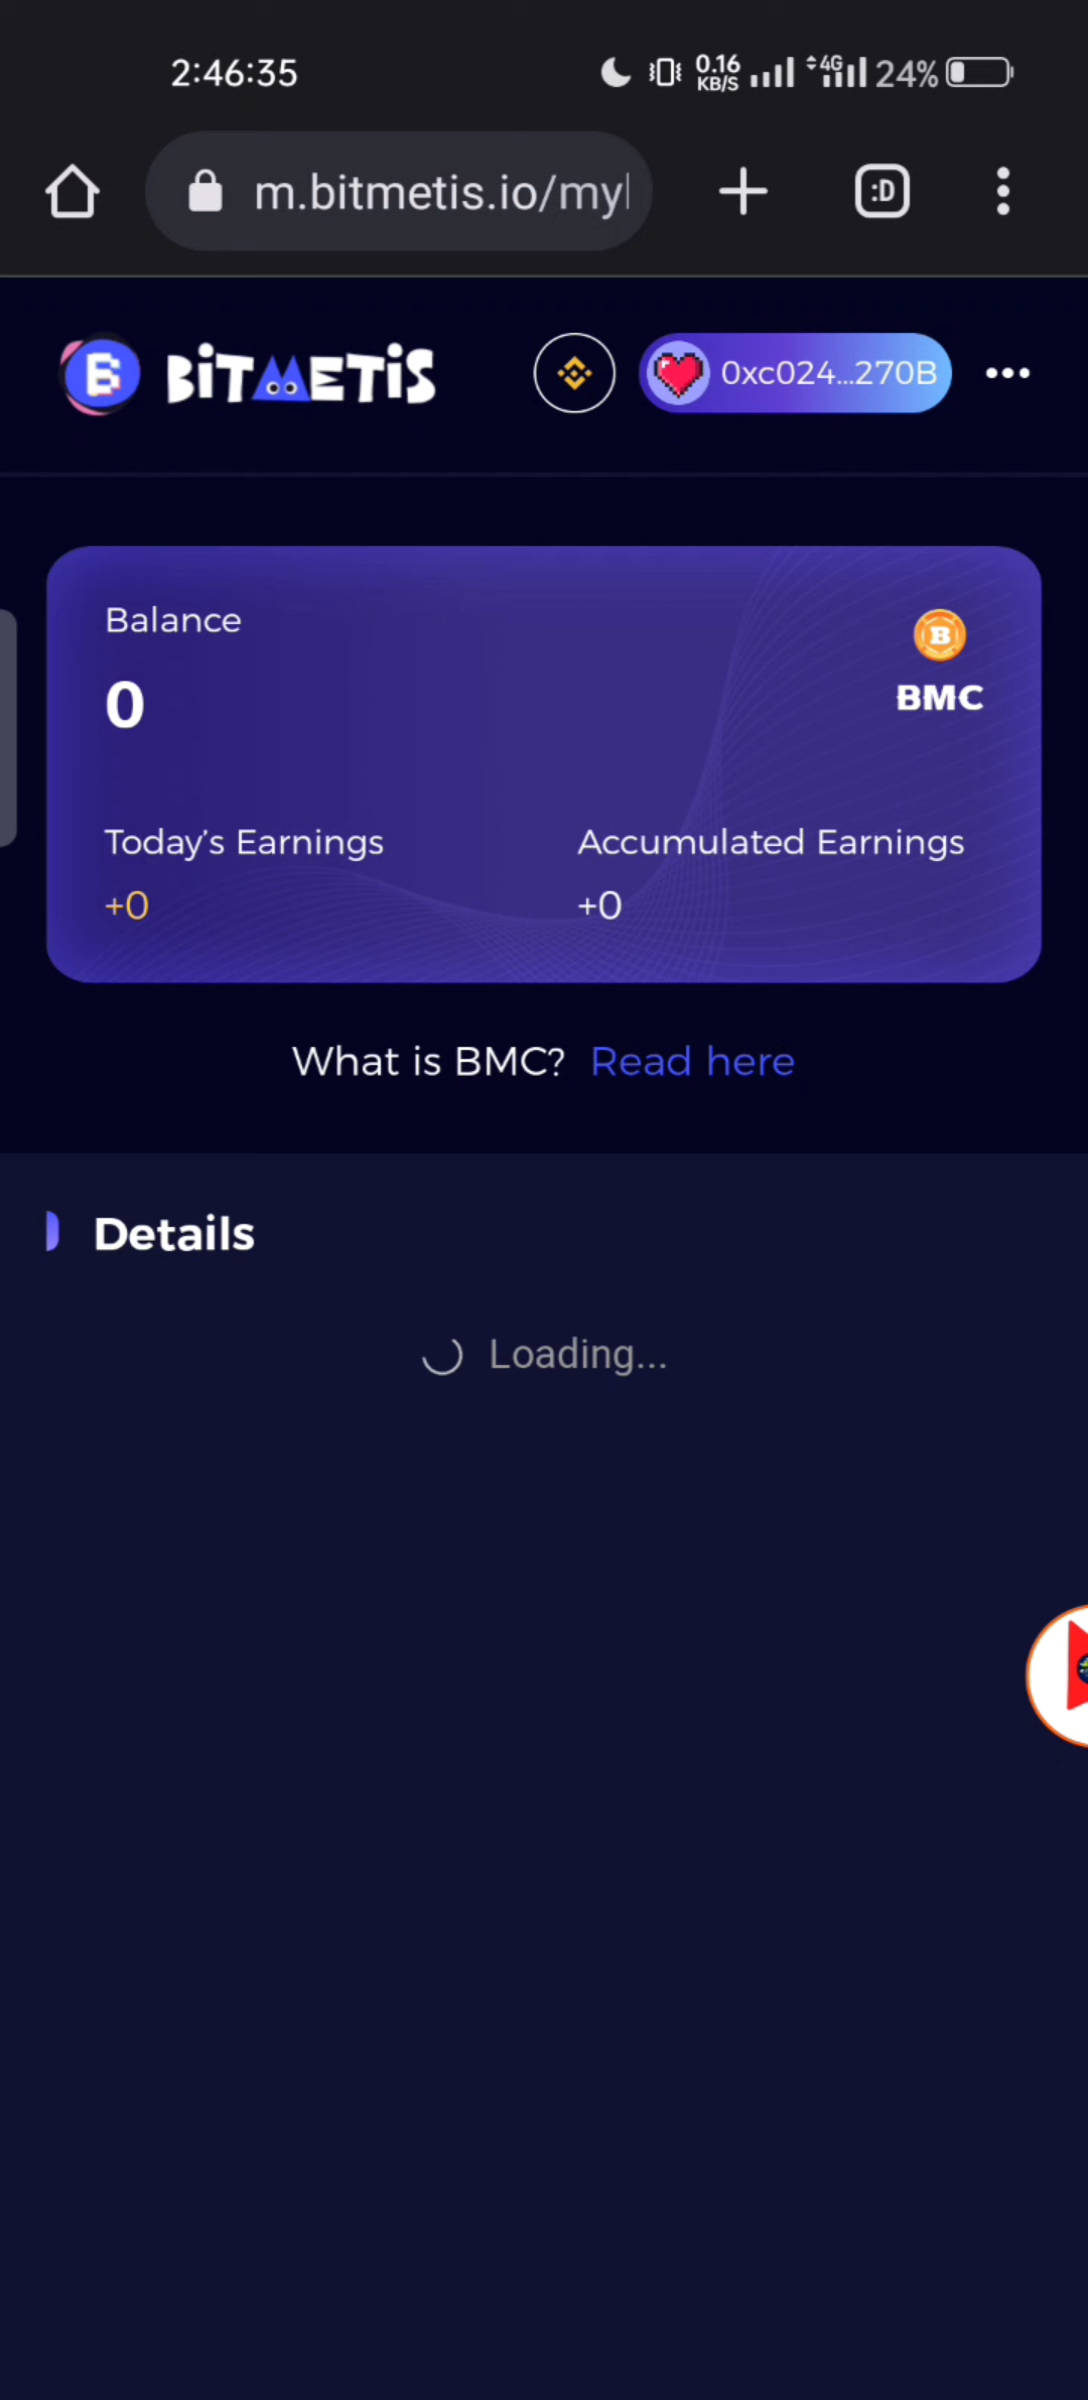 2:46:35 0.16 KB/S 4G 24%
m.bitmetis.io/my :D
B BiTMETiS 0xc024...270B •••
Balance
0
B
BMC
Today's Earnings Accumulated Earnings
+0 +0
What is BMC? Read here
Details
Loading...